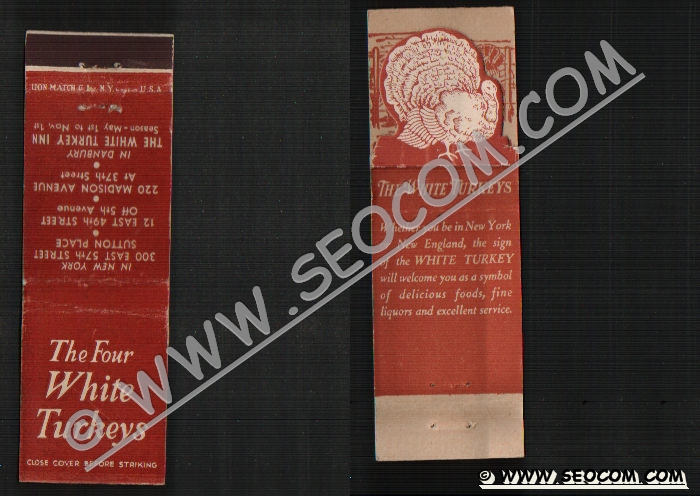 LION MATCH Co. Inc. N.Y. U.S.A
IN NEW YORK
300 EAST 57th STREET
SUTTON PLACE
•
12 EAST 49th STREET
Off 5th Avenue
•
220 MADISON AVENUE
At 37th Street
•
IN DANBURY
THE WHITE TURKEY INN
Season - May 1st to Nov. 1st
The Four
White
Turkeys
CLOSE COVER BEFORE STRIKING
THE WHITE TURKEYS
Whether you be in New York
or New England, the sign
of the WHITE TURKEY
will welcome you as a symbol
of delicious foods, fine
liquors and excellent service.
© WWW.SEOCOM.COM
© WWW.SEOCOM.COM